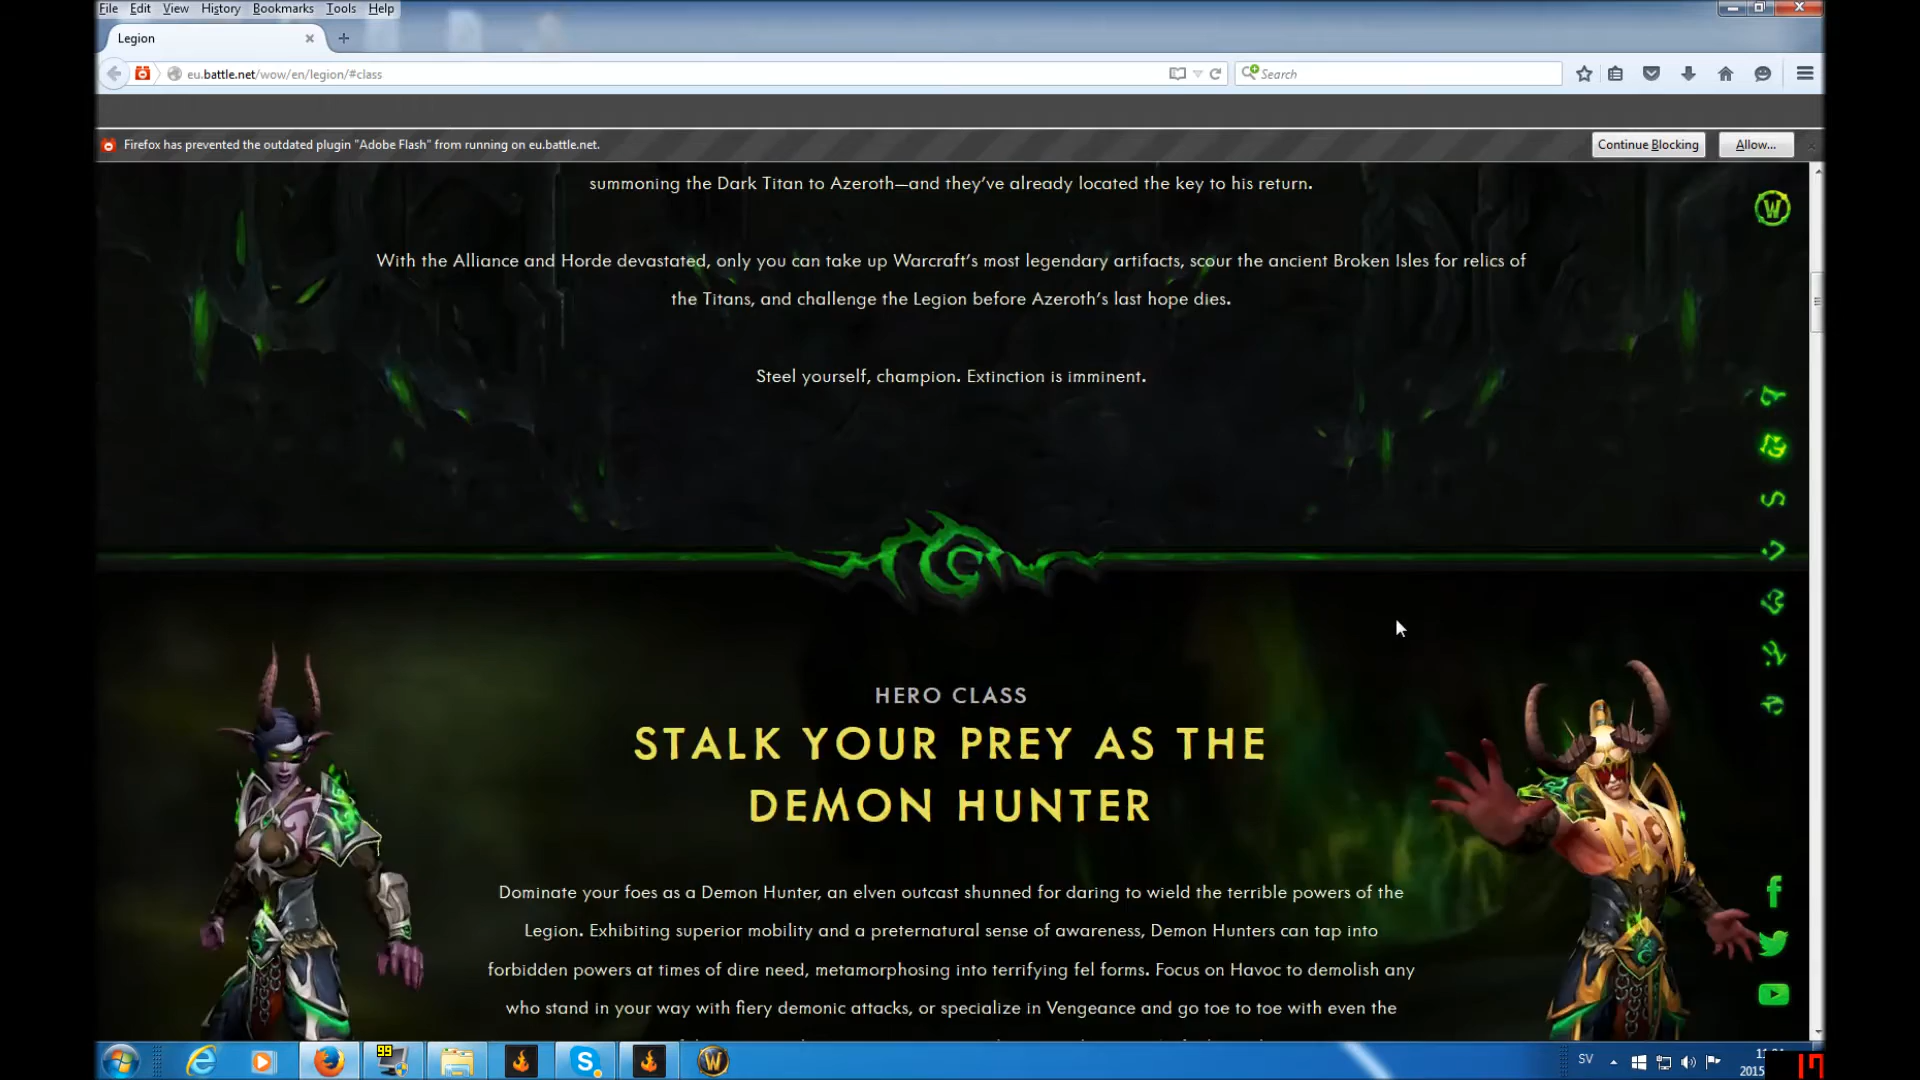 File Edit View History Bookmarks Tools Help
Legion
eu.battle.net/wow/en/legion/#class
Search
Firefox has prevented the outdated plugin "Adobe Flash" from running on eu.battle.net.
Continue Blocking
Allow...
summoning the Dark Titan to Azeroth—and they've already located the key to his return.
With the Alliance and Horde devastated, only you can take up Warcraft's most legendary artifacts, scour the ancient Broken Isles for relics of
the Titans, and challenge the Legion before Azeroth's last hope dies.
Steel yourself, champion. Extinction is imminent.
HERO CLASS
STALK YOUR PREY AS THE
DEMON HUNTER
Dominate your foes as a Demon Hunter, an elven outcast shunned for daring to wield the terrible powers of the
Legion. Exhibiting superior mobility and a preternatural sense of awareness, Demon Hunters can tap into
forbidden powers at times of dire need, metamorphosing into terrifying fel forms. Focus on Havoc to demolish any
who stand in your way with fiery demonic attacks, or specialize in Vengeance and go toe to toe with even the
99
SV
2015
17